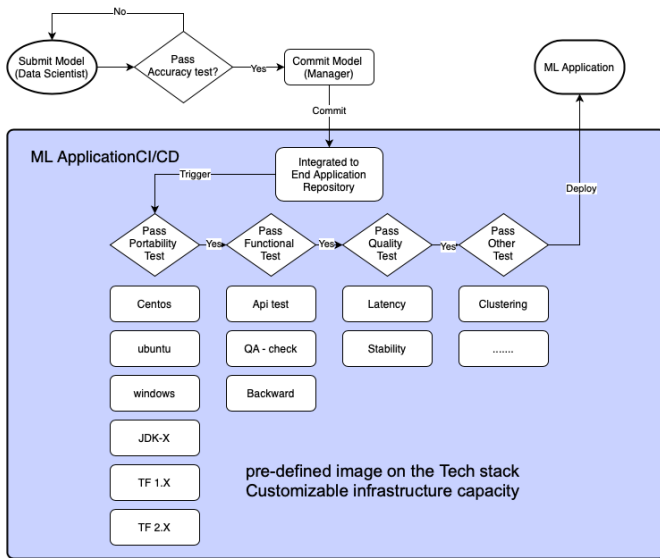 No
Submit Model
(Data Scientist)
Pass
Accuracy test?
Yes
Commit Model
(Manager)
ML Application
Commit
ML ApplicationCI/CD
Integrated to
End Application
Repository
Trigger
Deploy
Pass
Portability
Test
Yes
Pass
Functional
Test
Yes
Pass
Quality
Test
Yes
Pass
Other
Test
Centos
Api test
Latency
Clustering
ubuntu
QA - check
Stability
.......
windows
Backward
JDK-X
TF 1.X
TF 2.X
pre-defined image on the Tech stack
Customizable infrastructure capacity